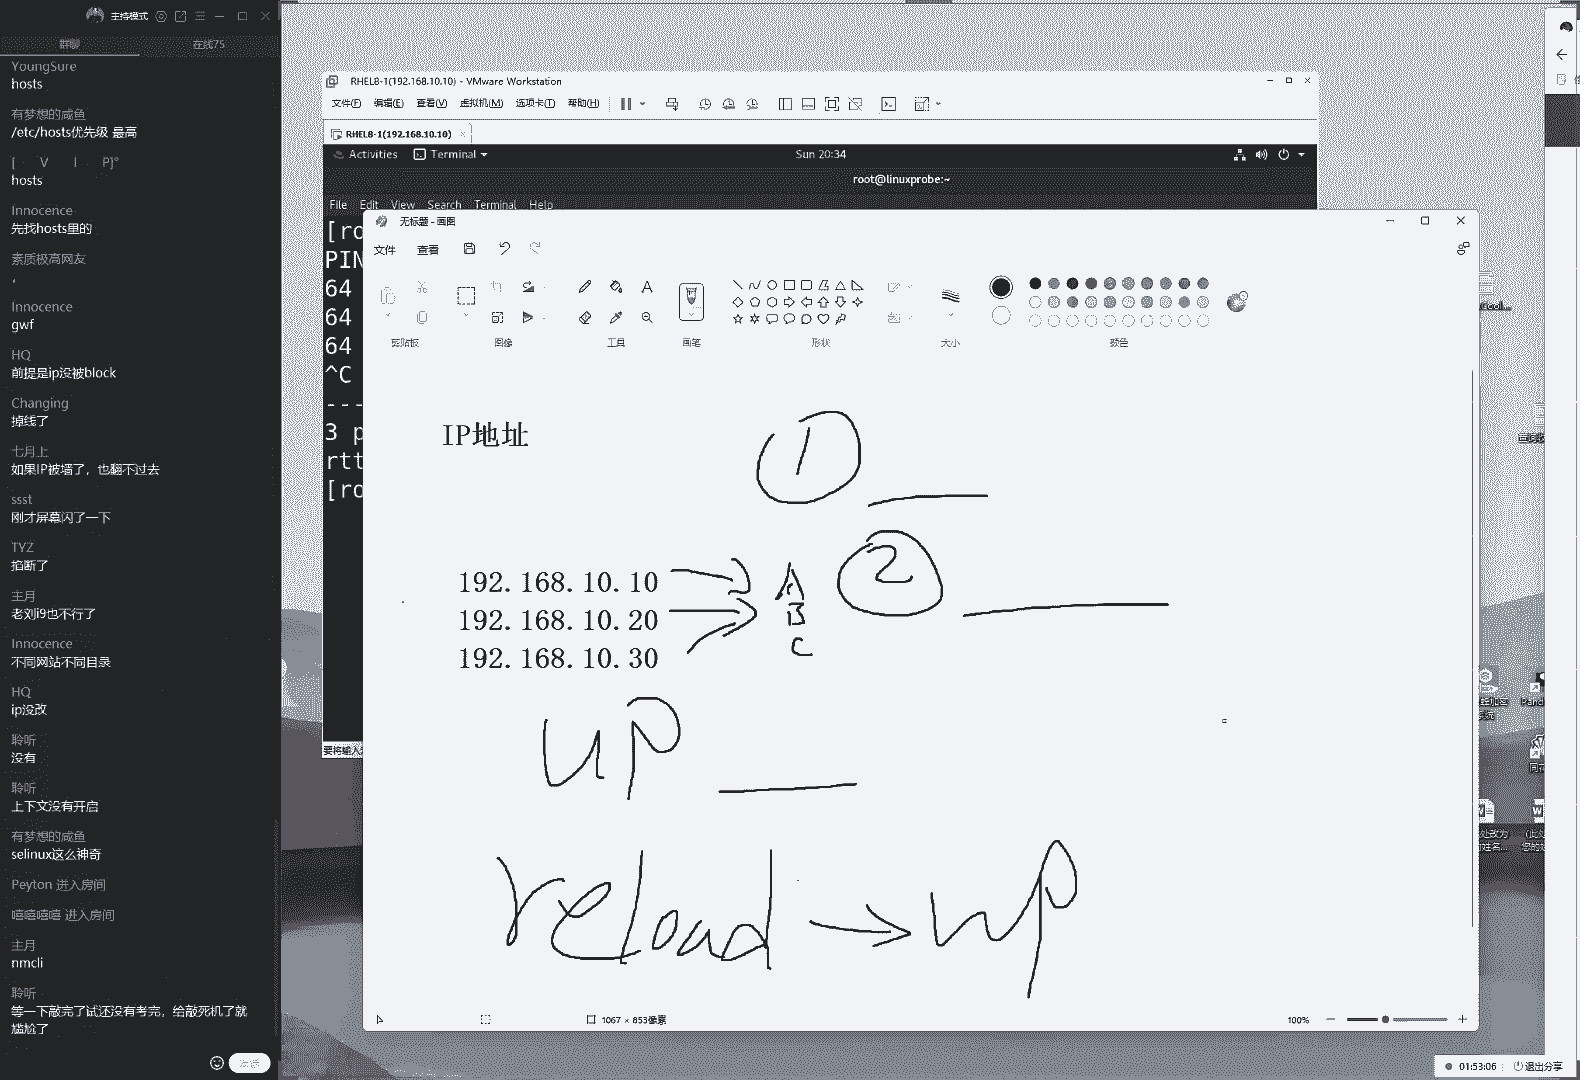 主持模式
群聊
在线75
YoungSure
hosts
有梦想的咸鱼
/etc/hosts优先级 最高
[ V I P]°
hosts
Innocence
先找hosts里的
素质极高网友
，
Innocence
gwf
HQ
前提是ip没被block
Changing
掉线了
七月上
如果IP被墙了，也翻不过去
ssst
刚才屏幕闪了一下
TYZ
掐断了
主月
老刘i9也不行了
Innocence
不同网站不同目录
HQ
ip没改
聆听
没有
聆听
上下文没有开启
有梦想的咸鱼
selinux这么神奇
Peyton 进入房间
嘻嘻嘻嘻 进入房间
主月
nmcli
聆听
等一下敲完了试还没有考完，给敲死机了就
尴尬了
发送
RHEL8-1(192.168.10.10) - VMware Workstation
文件(F) 编辑(E) 查看(V) 虚拟机(M) 选项卡(T) 帮助(H)
RHEL8-1(192.168.10.10)
Activities Terminal Sun 20:34
root@linuxprobe:~
File Edit View Search Terminal Help
[ro
PIN
64
64
64
^C
---
3 p
rtt
[ro
要将输入
无标题 - 画图
文件 查看
剪贴板 图像 工具 画笔 形状 大小 颜色
IP地址
1
2
192.168.10.10 A
192.168.10.20 B
192.168.10.30 C
up
reload → up
1067 × 853像素
100%
01:53:06 退出分享